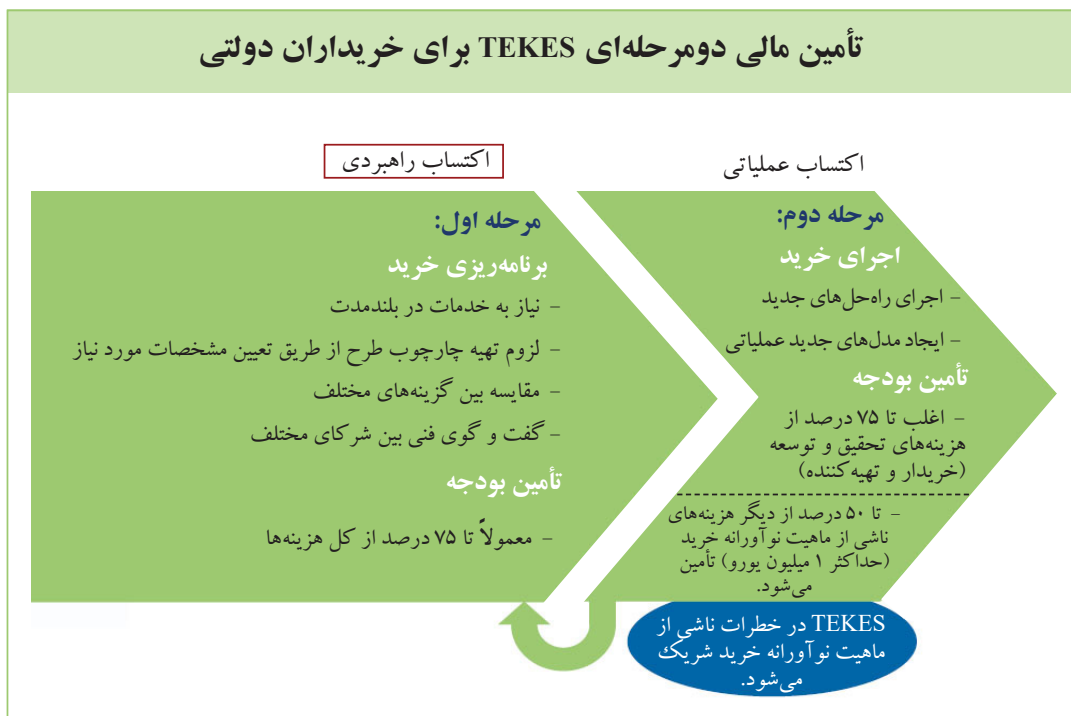 تأمین مالی دومرحله‌ای TEKES برای خریداران دولتی
اکتساب راهبردی
مرحله اول:
برنامه‌ریزی خرید
- نیاز به خدمات در بلندمدت
- لزوم تهیه چارچوب طرح از طریق تعیین مشخصات مورد نیاز
- مقایسه بین گزینه‌های مختلف
- گفت و گوی فنی بین شرکای مختلف
تأمین بودجه
- معمولاً تا ۷۵ درصد از کل هزینه‌ها
اکتساب عملیاتی
مرحله دوم:
اجرای خرید
- اجرای راه‌حل‌های جدید
- ایجاد مدل‌های جدید عملیاتی
تأمین بودجه
- اغلب تا ۷۵ درصد از
هزینه‌های تحقیق و توسعه
(خریدار و تهیه‌کننده)
- تا ۵۰ درصد از دیگر هزینه‌های
ناشی از ماهیت نوآورانه خرید
(حداکثر ۱ میلیون یورو) تأمین
می‌شود.
TEKES در خطرات ناشی از
ماهیت نوآورانه خرید شریک
می‌شود.